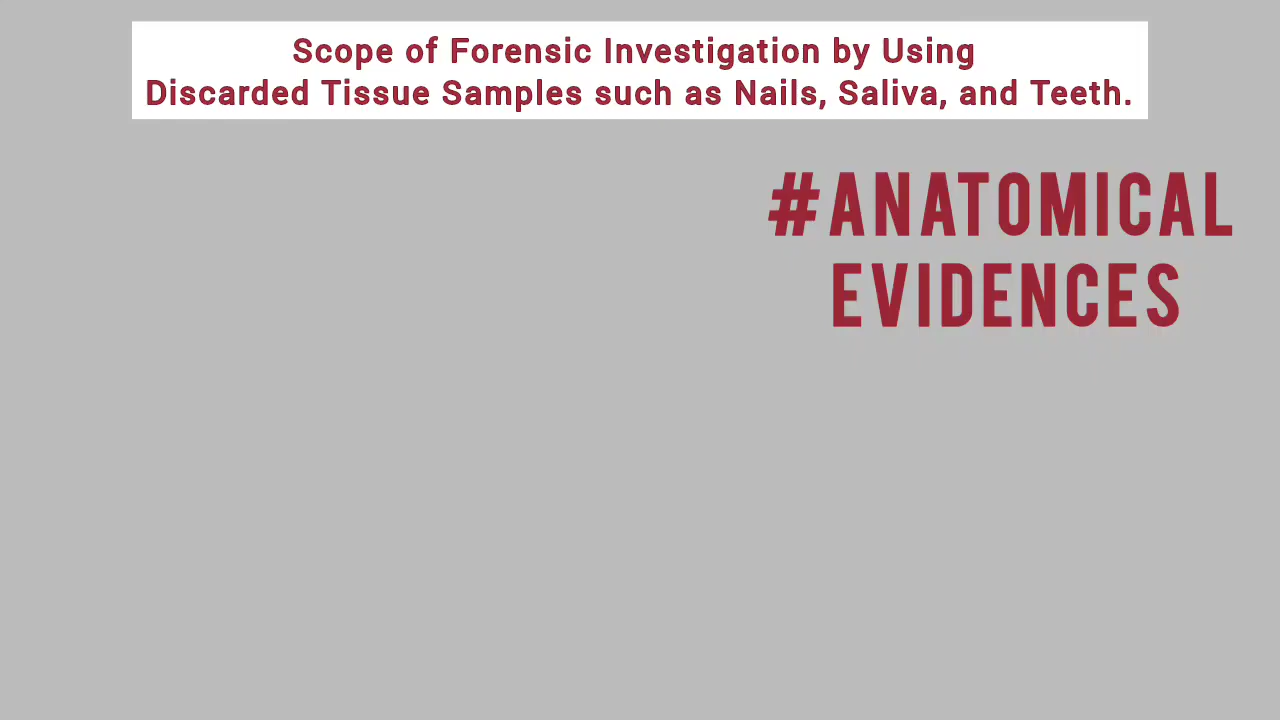 Scope of Forensic Investigation by Using
Discarded Tissue Samples such as Nails, Saliva, and Teeth.
#ANATOMICAL
EVIDENCES